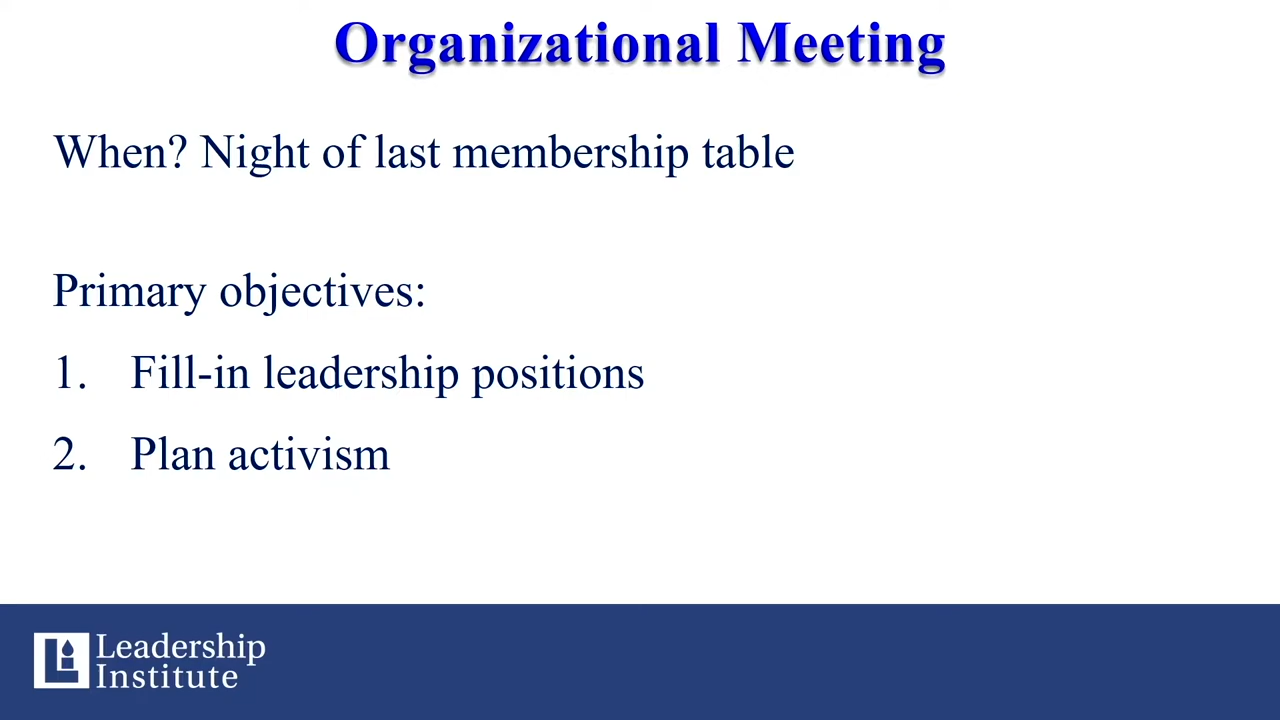 Organizational Meeting
When? Night of last membership table
Primary objectives:
1. Fill-in leadership positions
2. Plan activism
Leadership
Institute